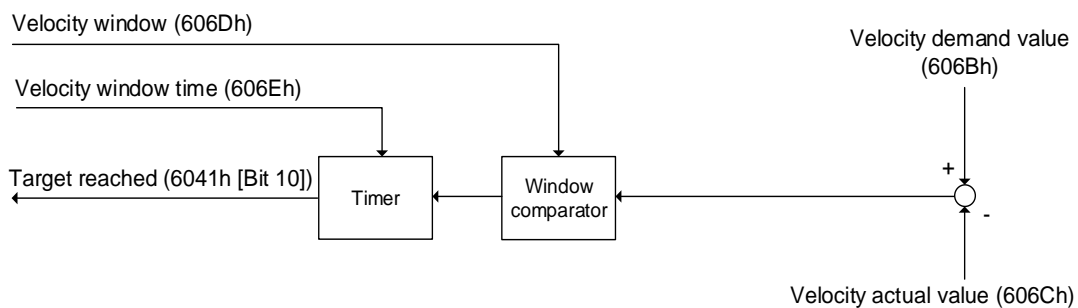 Velocity window (606Dh)
Velocity demand value
(606Bh)
Velocity window time (606Eh)
Target reached (6041h [Bit 10])
Timer
Window
comparator
+
-
Velocity actual value (606Ch)